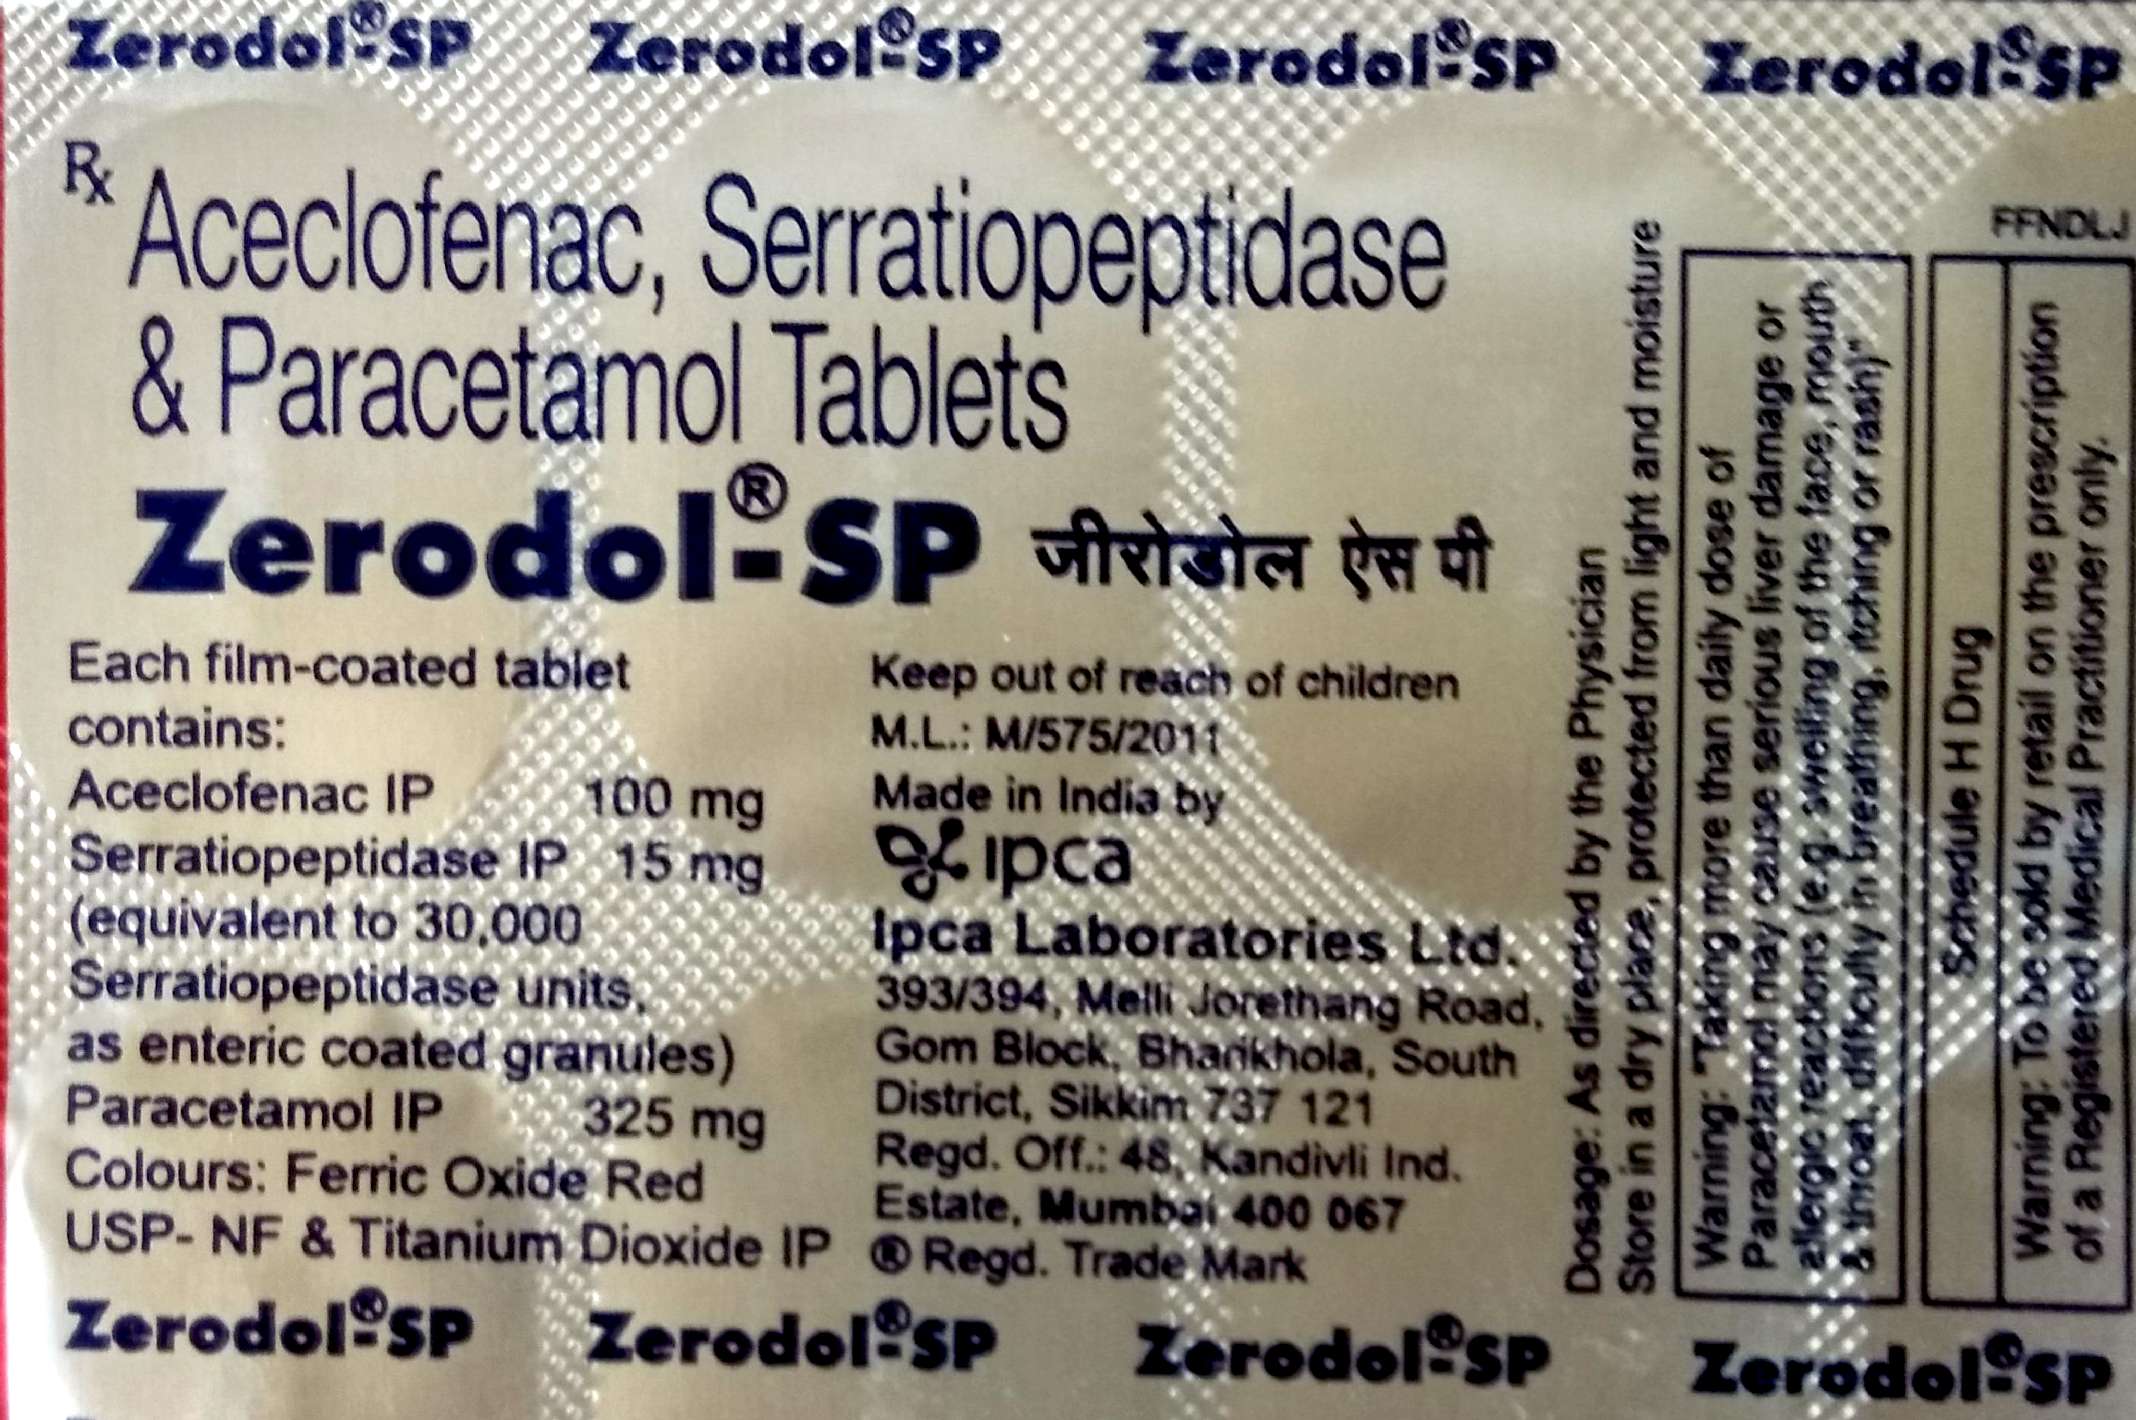 Zerodol®-SP Zerodol®-SP Zerodol®-SP Zerodol®-SP
Rx Aceclofenac, Serratiopeptidase
& Paracetamol Tablets
Zerodol®-SP जीरोडोल ऐस पी
Each film-coated tablet
contains:
Aceclofenac IP 100 mg
Serratiopeptidase IP 15 mg
(equivalent to 30,000
Serratiopeptidase units,
as enteric coated granules)
Paracetamol IP 325 mg
Colours: Ferric Oxide Red
USP- NF & Titanium Dioxide IP
Keep out of reach of children
M.L.: M/575/2011
Made in India by
ipca
Ipca Laboratories Ltd.
393/394, Melli Jorethang Road,
Gom Block, Bharikhola, South
District, Sikkim 737 121
Regd. Off.: 48, Kandivli Ind.
Estate, Mumbai 400 067
® Regd. Trade Mark
Dosage: As directed by the Physician
Store in a dry place, protected from light and moisture
Warning: "Taking more than daily dose of
Paracetamol may cause serious liver damage or
allergic reactions (e.g. swelling of the face, mouth
& throat, difficulty in breathing, itching or rash)"
FFNDLJ
Schedule H Drug
Warning: To be sold by retail on the prescription
of a Registered Medical Practitioner only.
Zerodol®-SP Zerodol®-SP Zerodol®-SP Zerodol®-SP